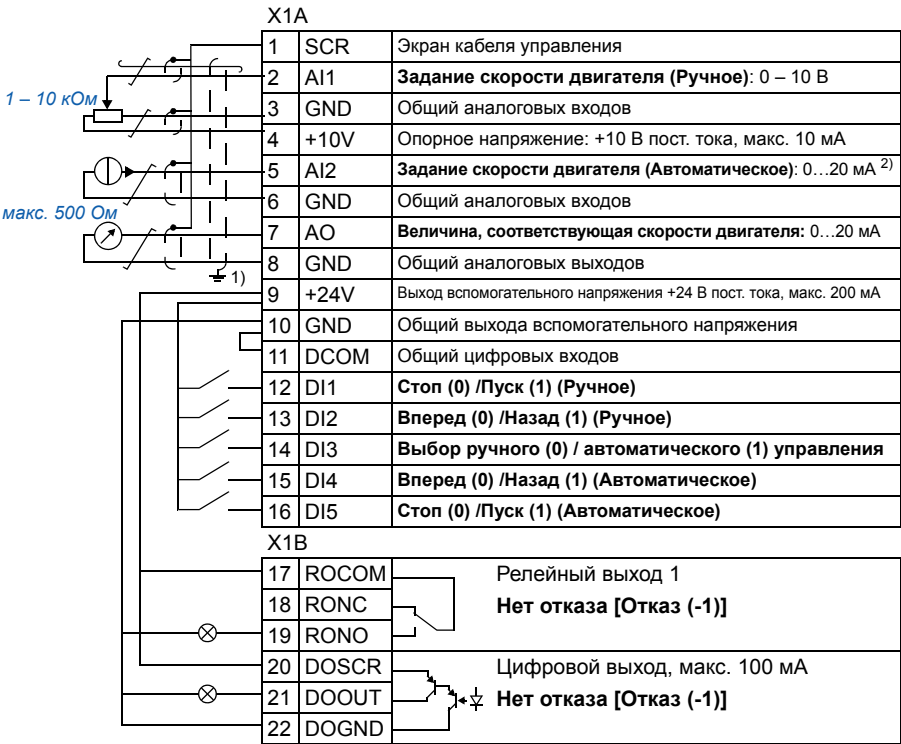 X1A
1 SCR Экран кабеля управления
2 AI1 Задание скорости двигателя (Ручное): 0 – 10 В
1 – 10 кОм
3 GND Общий аналоговых входов
4 +10V Опорное напряжение: +10 В пост. тока, макс. 10 мА
5 AI2 Задание скорости двигателя (Автоматическое): 0…20 мА 2)
6 GND Общий аналоговых входов
макс. 500 Ом
7 AO Величина, соответствующая скорости двигателя: 0…20 мА
8 GND Общий аналоговых выходов
1)
9 +24V Выход вспомогательного напряжения +24 В пост. тока, макс. 200 мА
10 GND Общий выхода вспомогательного напряжения
11 DCOM Общий цифровых входов
12 DI1 Стоп (0) /Пуск (1) (Ручное)
13 DI2 Вперед (0) /Назад (1) (Ручное)
14 DI3 Выбор ручного (0) / автоматического (1) управления
15 DI4 Вперед (0) /Назад (1) (Автоматическое)
16 DI5 Стоп (0) /Пуск (1) (Автоматическое)
X1B
17 ROCOM Релейный выход 1
18 RONC Нет отказа [Отказ (-1)]
19 RONO
20 DOSCR Цифровой выход, макс. 100 мА
21 DOOUT Нет отказа [Отказ (-1)]
22 DOGND